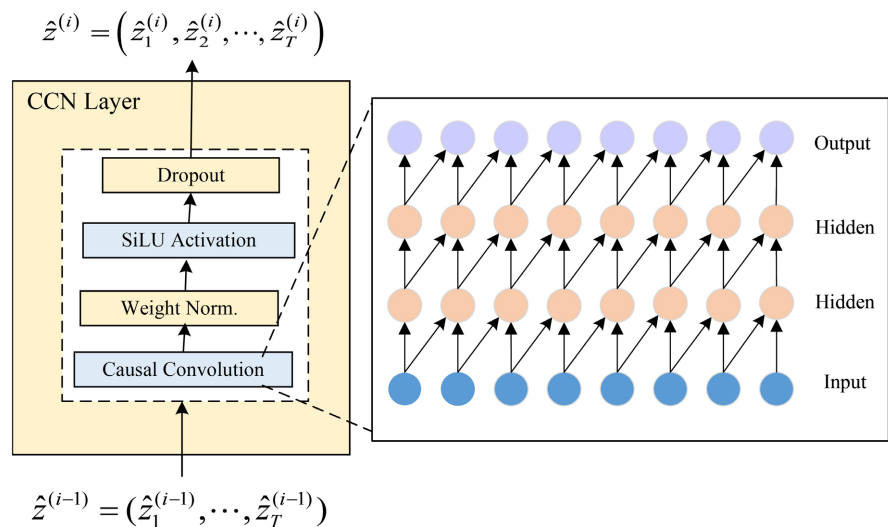 ẑ^{(i)} = (ẑ_1^{(i)}, ẑ_2^{(i)}, ⋯, ẑ_T^{(i)})
CCN Layer
Dropout
SiLU Activation
Weight Norm.
Causal Convolution
ẑ^{(i−1)} = (ẑ_1^{(i−1)}, ⋯, ẑ_T^{(i−1)})
Output
Hidden
Hidden
Input